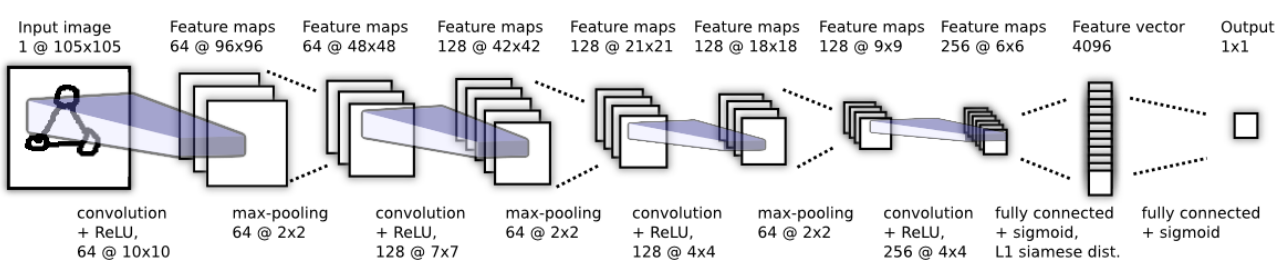 Input image
1 @ 105x105
Feature maps
64 @ 96x96
Feature maps
64 @ 48x48
Feature maps
128 @ 42x42
Feature maps
128 @ 21x21
Feature maps
128 @ 18x18
Feature maps
128 @ 9x9
Feature maps
256 @ 6x6
Feature vector
4096
Output
1x1
convolution
+ ReLU,
64 @ 10x10
max-pooling
64 @ 2x2
convolution
+ ReLU,
128 @ 7x7
max-pooling
64 @ 2x2
convolution
+ ReLU,
128 @ 4x4
max-pooling
64 @ 2x2
convolution
+ ReLU,
256 @ 4x4
fully connected
+ sigmoid,
L1 siamese dist.
fully connected
+ sigmoid